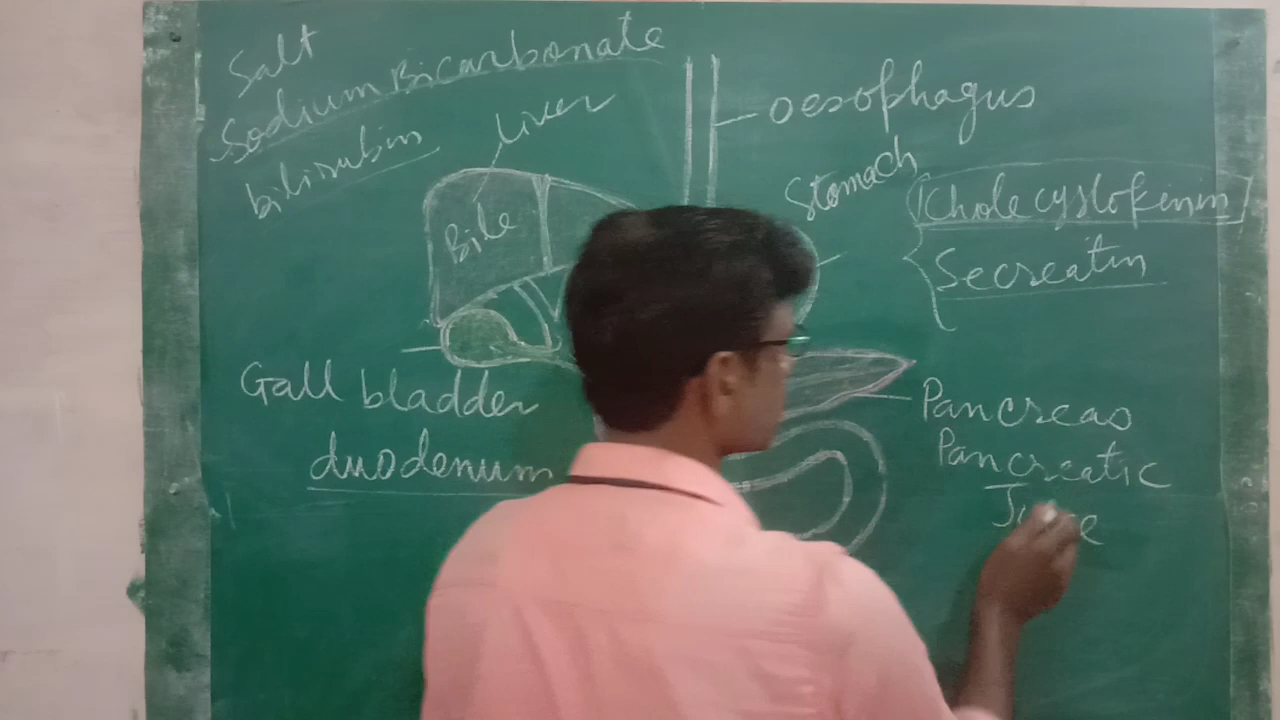 Salt
Sodium Bicarbonate
bilirubin
liver
oesophagus
Stomach
Bile
Cholecystokenin
Secreatin
Gall bladder
Pancreas
Pancreatic
duodenum